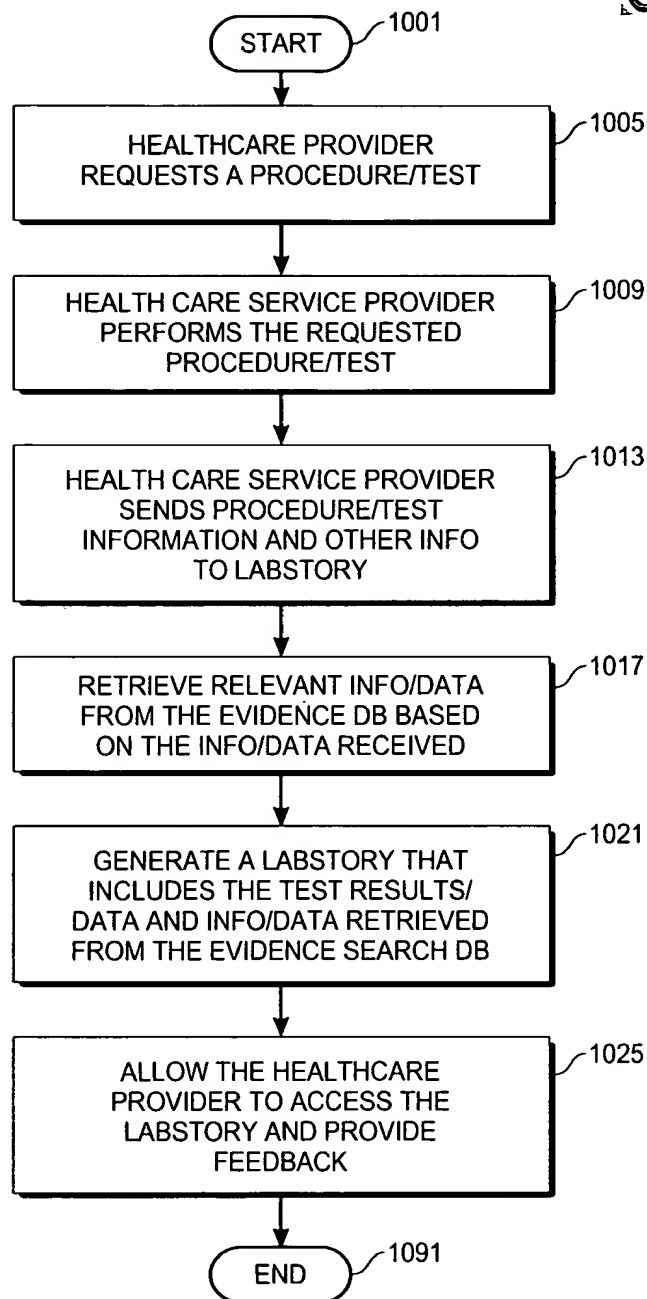 START
1001
HEALTHCARE PROVIDER
REQUESTS A PROCEDURE/TEST
1005
HEALTH CARE SERVICE PROVIDER
PERFORMS THE REQUESTED
PROCEDURE/TEST
1009
HEALTH CARE SERVICE PROVIDER
SENDS PROCEDURE/TEST
INFORMATION AND OTHER INFO
TO LABSTORY
1013
RETRIEVE RELEVANT INFO/DATA
FROM THE EVIDENCE DB BASED
ON THE INFO/DATA RECEIVED
1017
GENERATE A LABSTORY THAT
INCLUDES THE TEST RESULTS/
DATA AND INFO/DATA RETRIEVED
FROM THE EVIDENCE SEARCH DB
1021
ALLOW THE HEALTHCARE
PROVIDER TO ACCESS THE
LABSTORY AND PROVIDE
FEEDBACK
1025
END
1091